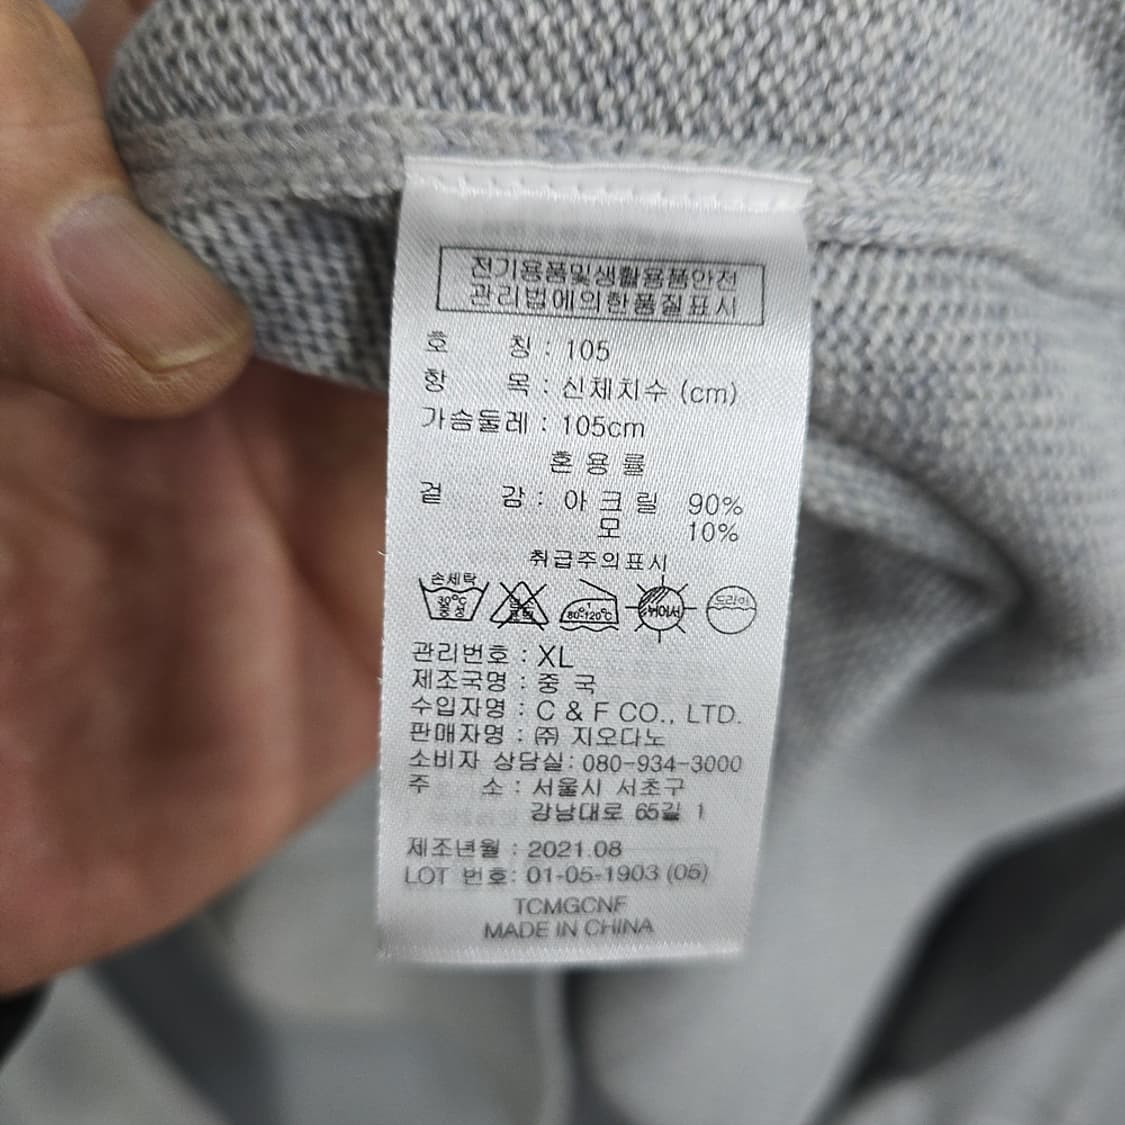 전기용품및생활용품안전
관리법에의한품질표시
호 칭 : 105
항 목 : 신체치수 (cm)
가슴둘레 : 105cm
혼 용 률
겉 감 : 아 크 릴 90%
모 10%
취급주의표시
손세탁
30°C
중성
80~120°C
뉘어서
드라이
관리번호 : XL
제조국명 : 중 국
수입자명 : C & F CO., LTD.
판매자명 : ㈜ 지오다노
소비자 상담실: 080-934-3000
주 소 : 서울시 서초구
강남대로 65길 1
제조년월 : 2021.08
LOT 번호: 01-05-1903 (05)
TCMGCNF
MADE IN CHINA